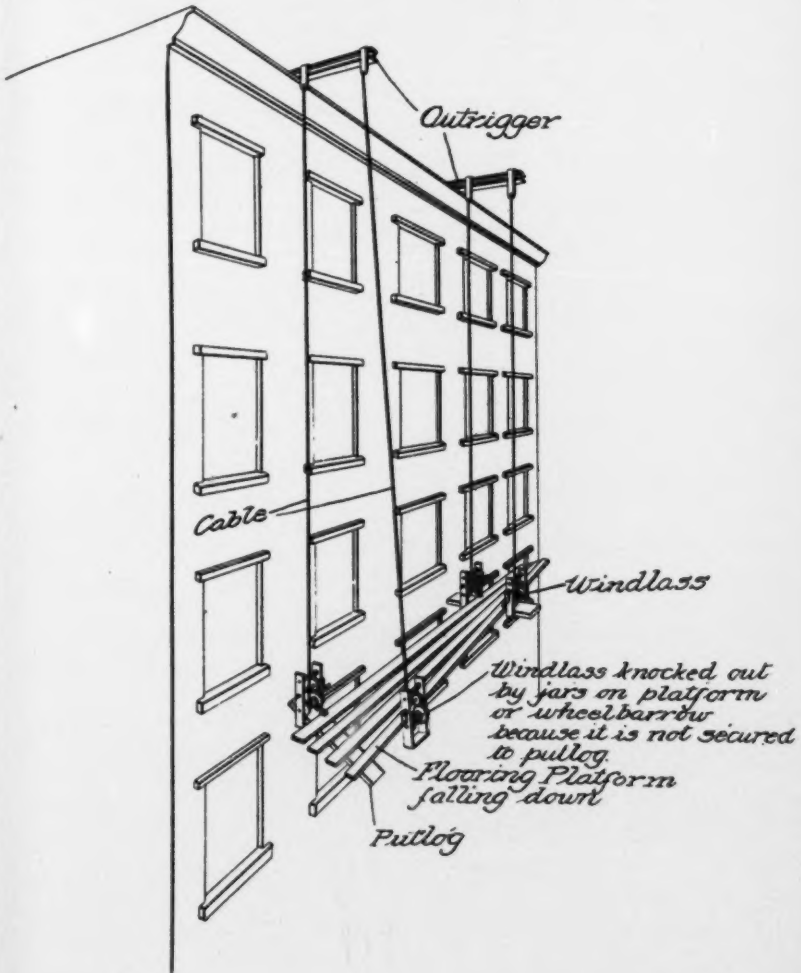 Outrigger
Cable
Windlass
Windlass knocked out
by jars on platform
or wheelbarrow
because it is not secured
to putlog.
Flooring Platform
falling down
Putlog